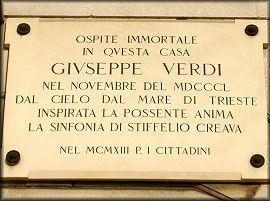 OSPITE IMMORTALE
IN QVESTA CASA
GIVSEPPE VERDI
NEL NOVEMBRE DEL MDCCCL
DAL CIELO DAL MARE DI TRIESTE
INSPIRATA LA POSSENTE ANIMA
LA SINFONIA DI STIFFELIO CREAVA
NEL MCMXIII P. I CITTADINI